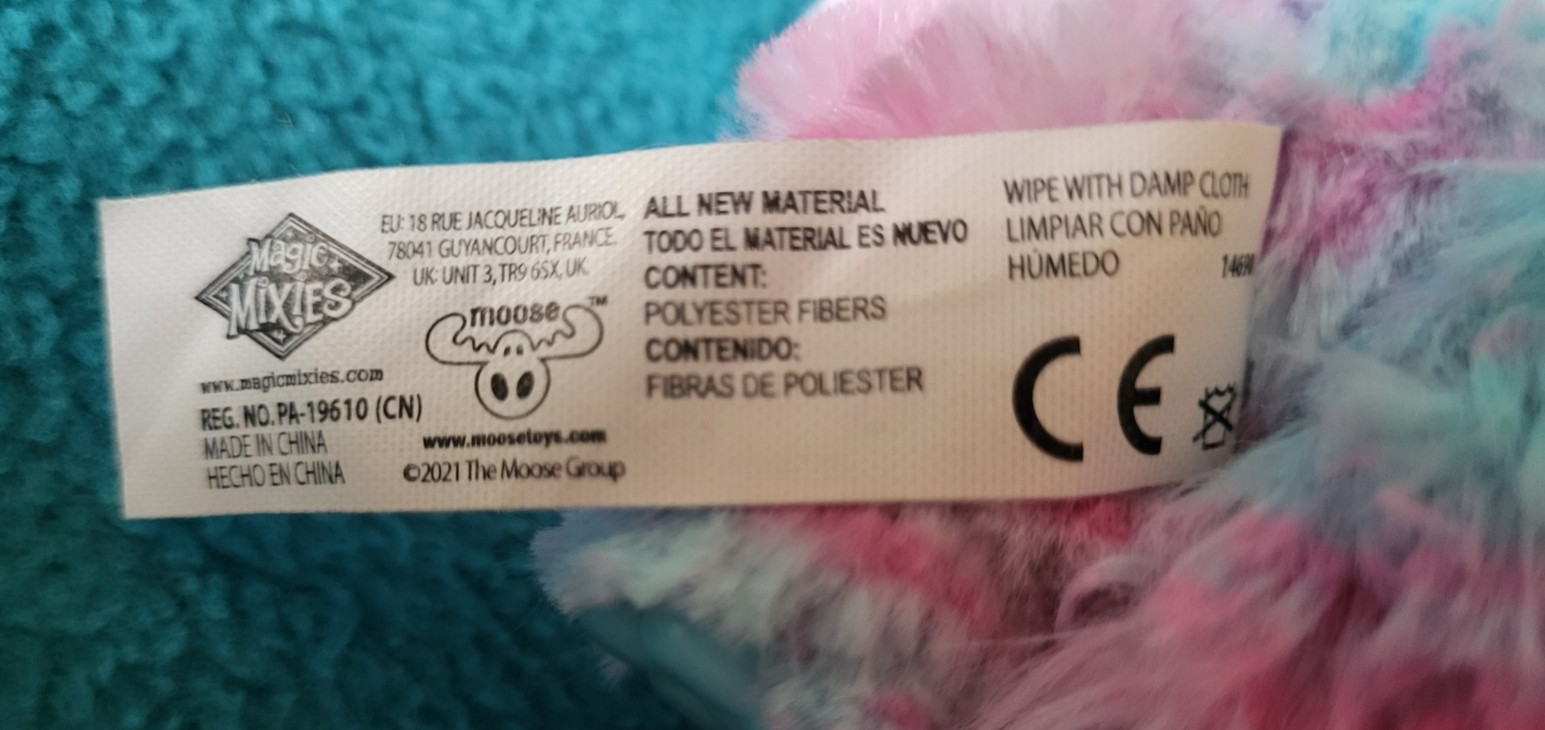 Magic
MIXIES
www.magicmixies.com
REG. NO. PA-19610 (CN)
MADE IN CHINA
HECHO EN CHINA
EU: 18 RUE JACQUELINE AURIOL,
78041 GUYANCOURT, FRANCE.
UK: UNIT 3, TR9 6SX, UK.
moose™
www.moosetoys.com
©2021 The Moose Group
ALL NEW MATERIAL
TODO EL MATERIAL ES NUEVO
CONTENT:
POLYESTER FIBERS
CONTENIDO:
FIBRAS DE POLIESTER
WIPE WITH DAMP CLOTH
LIMPIAR CON PAÑO
HÚMEDO
CE